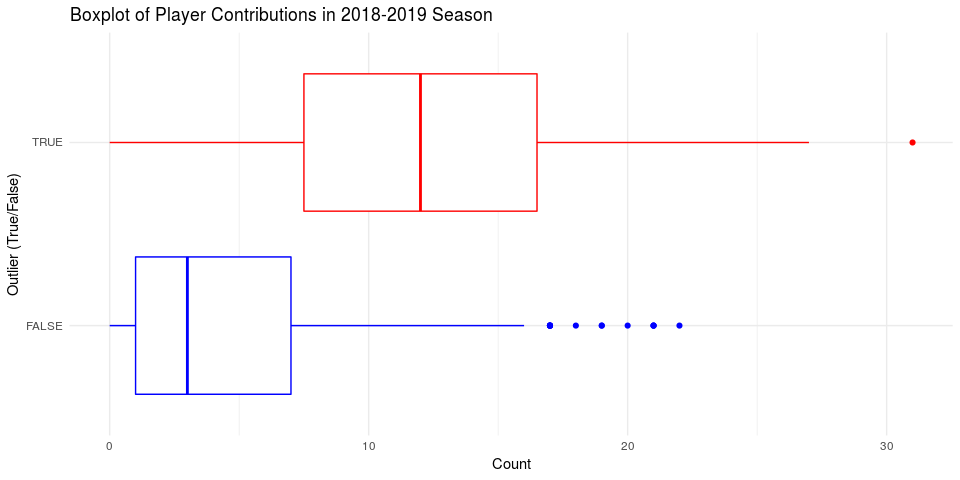 Boxplot of Player Contributions in 2018-2019 Season
Outlier (True/False)
TRUE
FALSE
0
10
20
30
Count